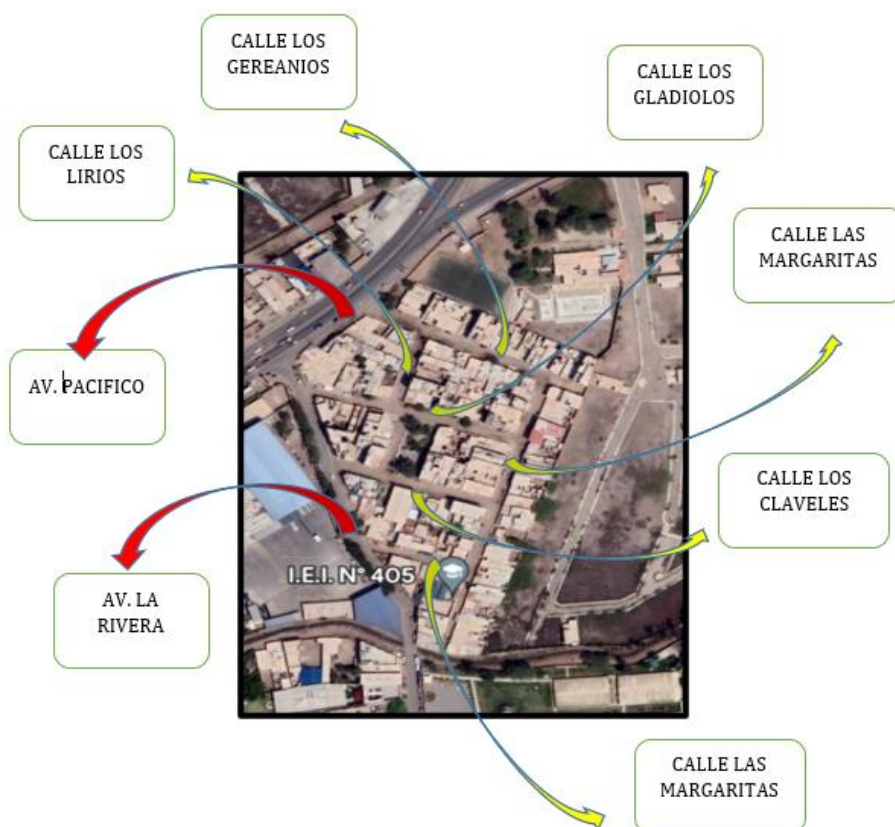 CALLE LOS
GEREANIOS
CALLE LOS
GLADIOLOS
CALLE LOS
LIRIOS
CALLE LAS
MARGARITAS
AV. PACIFICO
CALLE LOS
CLAVELES
I.E.I. N° 405
AV. LA
RIVERA
CALLE LAS
MARGARITAS